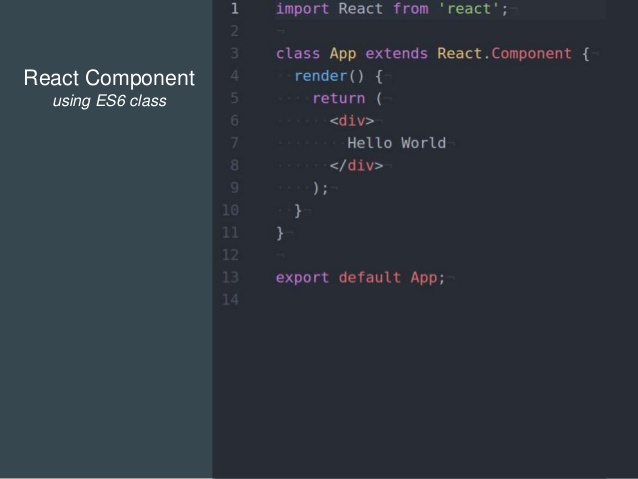 React Component
using ES6 class
1 import React from 'react';¬
2 ¬
3 class App extends React.Component {¬
4 ··render() {¬
5 ····return (¬
6 ······<div>¬
7 ········Hello World¬
8 ······</div>¬
9 ····);¬
10 ··}¬
11 }¬
12 ¬
13 export default App;¬
14